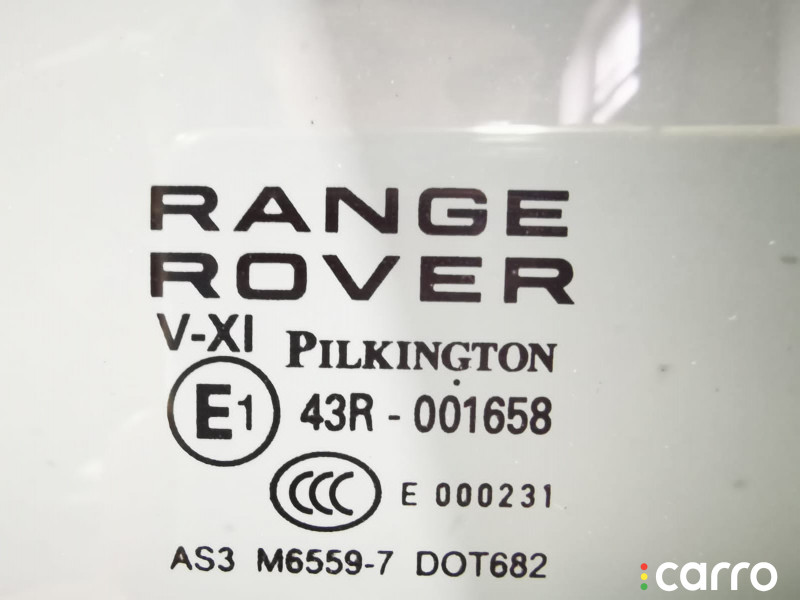 RANGE
ROVER
V-XI PILKINGTON
E1 43R - 001658
CCC E 000231
AS3 M6559-7 DOT682
carro